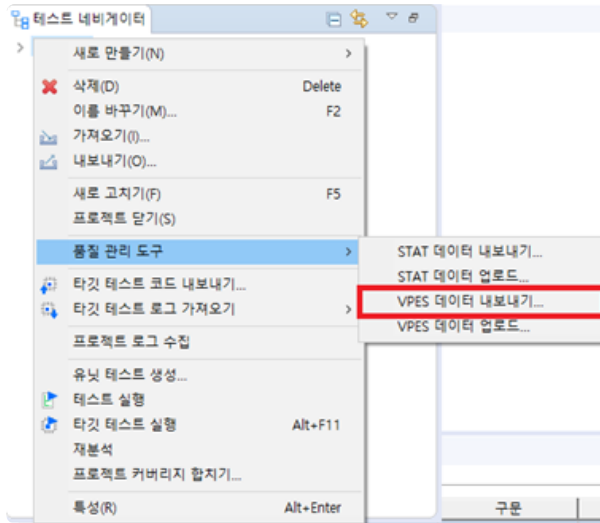 테스트 네비게이터
새로 만들기(N)
삭제(D) Delete
이름 바꾸기(M)... F2
가져오기(I)...
내보내기(O)...
새로 고치기(F) F5
프로젝트 닫기(S)
품질 관리 도구
STAT 데이터 내보내기...
STAT 데이터 업로드...
VPES 데이터 내보내기...
VPES 데이터 업로드...
타깃 테스트 코드 내보내기...
타깃 테스트 로그 가져오기
프로젝트 로그 수집
유닛 테스트 생성...
테스트 실행
타깃 테스트 실행 Alt+F11
재분석
프로젝트 커버리지 합치기...
특성(R) Alt+Enter
구문